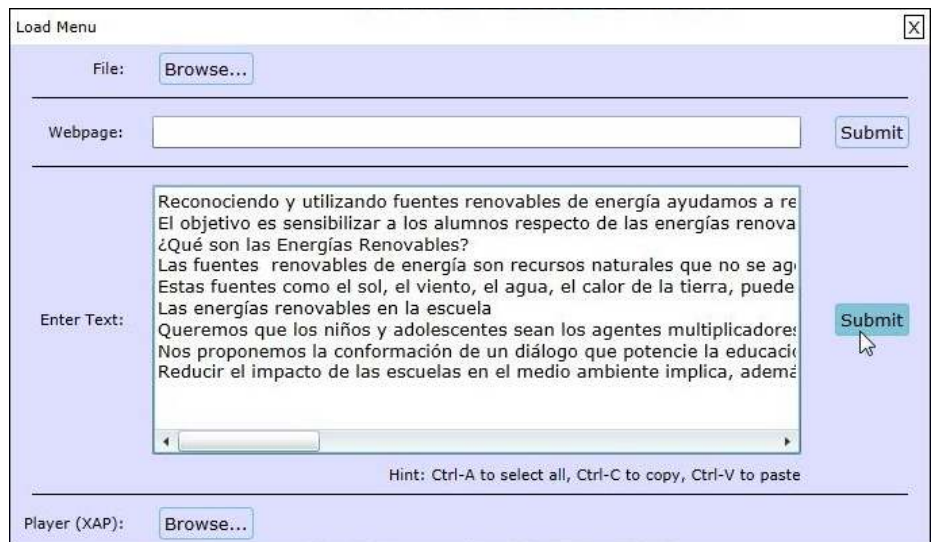 Load Menu X
File: Browse...
Webpage: Submit
Reconociendo y utilizando fuentes renovables de energía ayudamos a re
El objetivo es sensibilizar a los alumnos respecto de las energías renova
¿Qué son las Energías Renovables?
Las fuentes  renovables de energía son recursos naturales que no se ag
Estas fuentes como el sol, el viento, el agua, el calor de la tierra, puede
Las energías renovables en la escuela
Enter Text: Queremos que los niños y adolescentes sean los agentes multiplicadores Submit
Nos proponemos la conformación de un diálogo que potencie la educaci
Reducir el impacto de las escuelas en el medio ambiente implica, ademá
Hint: Ctrl-A to select all, Ctrl-C to copy, Ctrl-V to paste
Player (XAP): Browse...